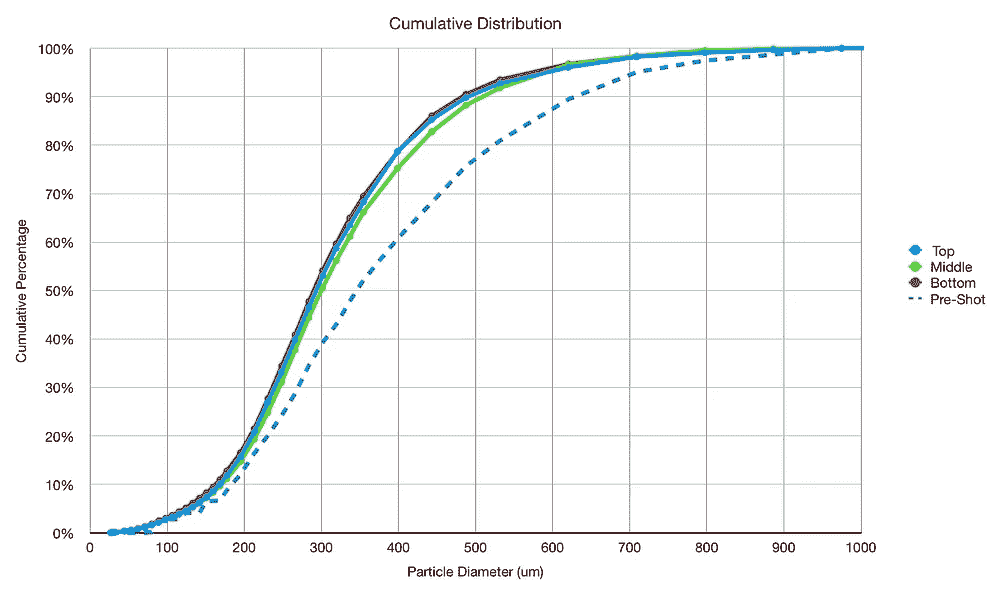 Cumulative Distribution
100%
90%
80%
70%
60%
50%
40%
30%
20%
10%
0%
Cumulative Percentage
0 100 200 300 400 500 600 700 800 900 1000
Particle Diameter (um)
Top
Middle
Bottom
Pre-Shot